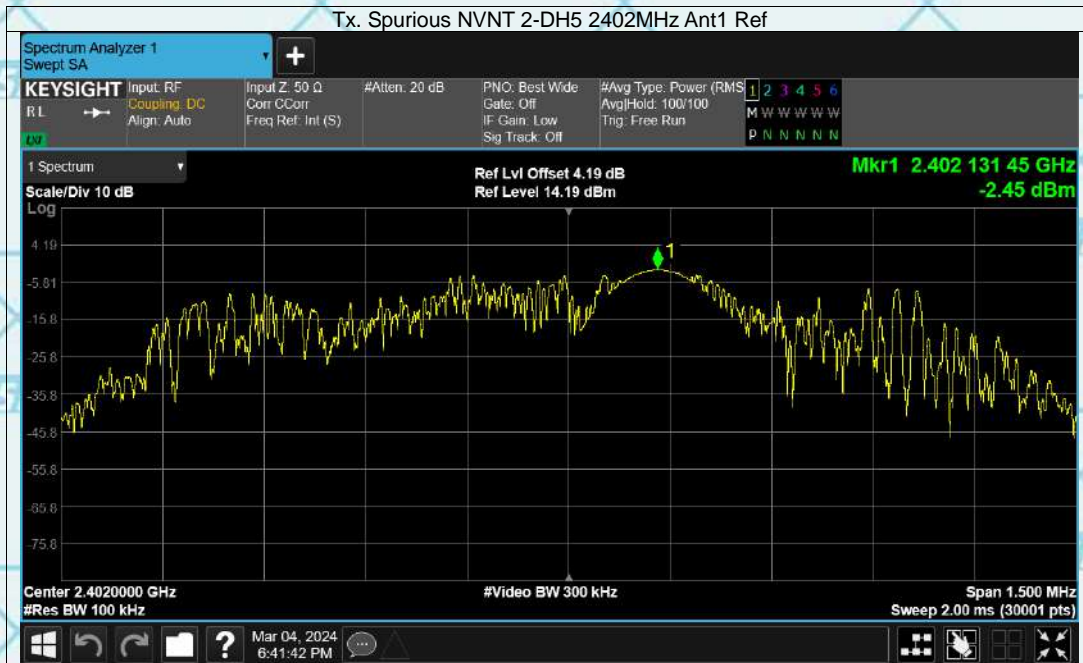 Tx. Spurious NVNT 2-DH5 2402MHz Ant1 Ref
Spectrum Analyzer 1
Swept SA
+
KEYSIGHT
R L
LXI
Input: RF
Coupling: DC
Align: Auto
Input Z: 50 Ω
Corr CCorr
Freq Ref: Int (S)
#Atten: 20 dB
PNO: Best Wide
Gate: Off
IF Gain: Low
Sig Track: Off
#Avg Type: Power (RMS
Avg|Hold: 100/100
Trig: Free Run
1 2 3 4 5 6
M W W W W W
P N N N N N
1 Spectrum
Scale/Div 10 dB
Log
Ref Lvl Offset 4.19 dB
Ref Level 14.19 dBm
Mkr1 2.402 131 45 GHz
-2.45 dBm
4.19
-5.81
-15.8
-25.8
-35.8
-45.8
-55.8
-65.8
-75.8
1
Center 2.4020000 GHz
#Res BW 100 kHz
#Video BW 300 kHz
Span 1.500 MHz
Sweep 2.00 ms (30001 pts)
?
Mar 04, 2024
6:41:42 PM